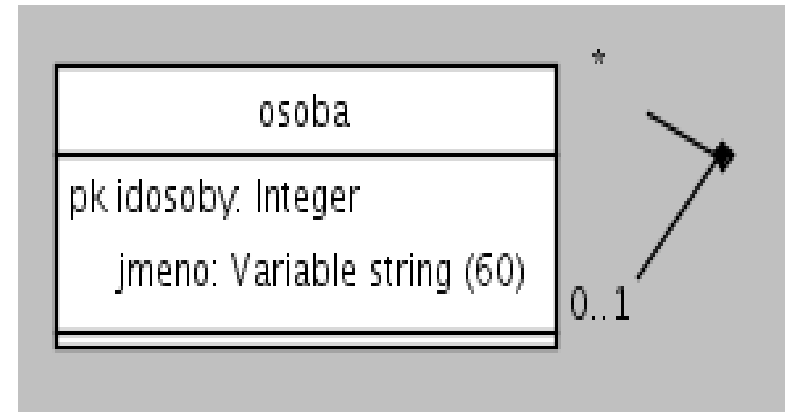 *
osoba
pk idosoby: Integer
jmeno: Variable string (60)
0..1